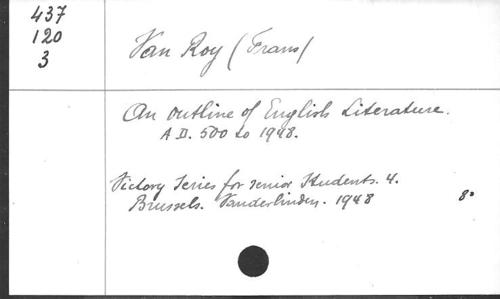 437
120
3
Van Roy (Frans)
An outline of English Literature.
A.D. 500 to 1948.
Victory Series for senior Students. 4.
Brussels. Vanderlinden. 1948 8°